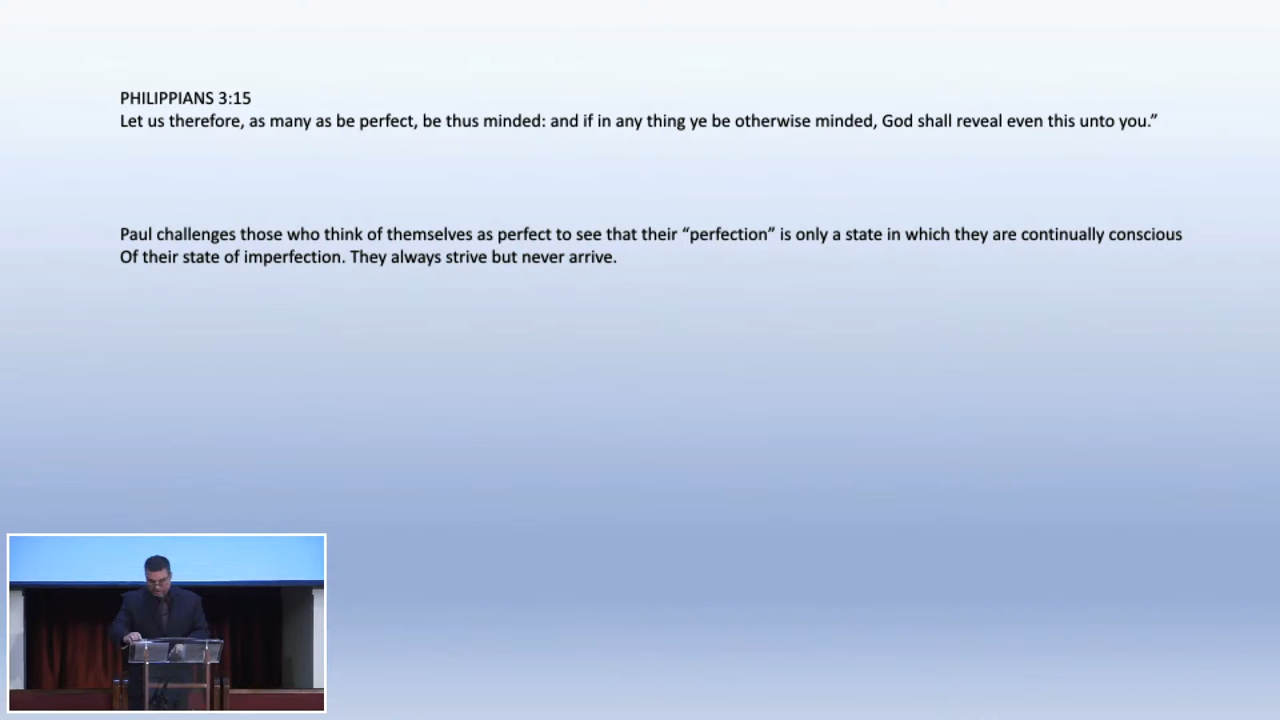 PHILIPPIANS 3:15
Let us therefore, as many as be perfect, be thus minded: and if in any thing ye be otherwise minded, God shall reveal even this unto you.”
Paul challenges those who think of themselves as perfect to see that their “perfection” is only a state in which they are continually conscious
Of their state of imperfection. They always strive but never arrive.